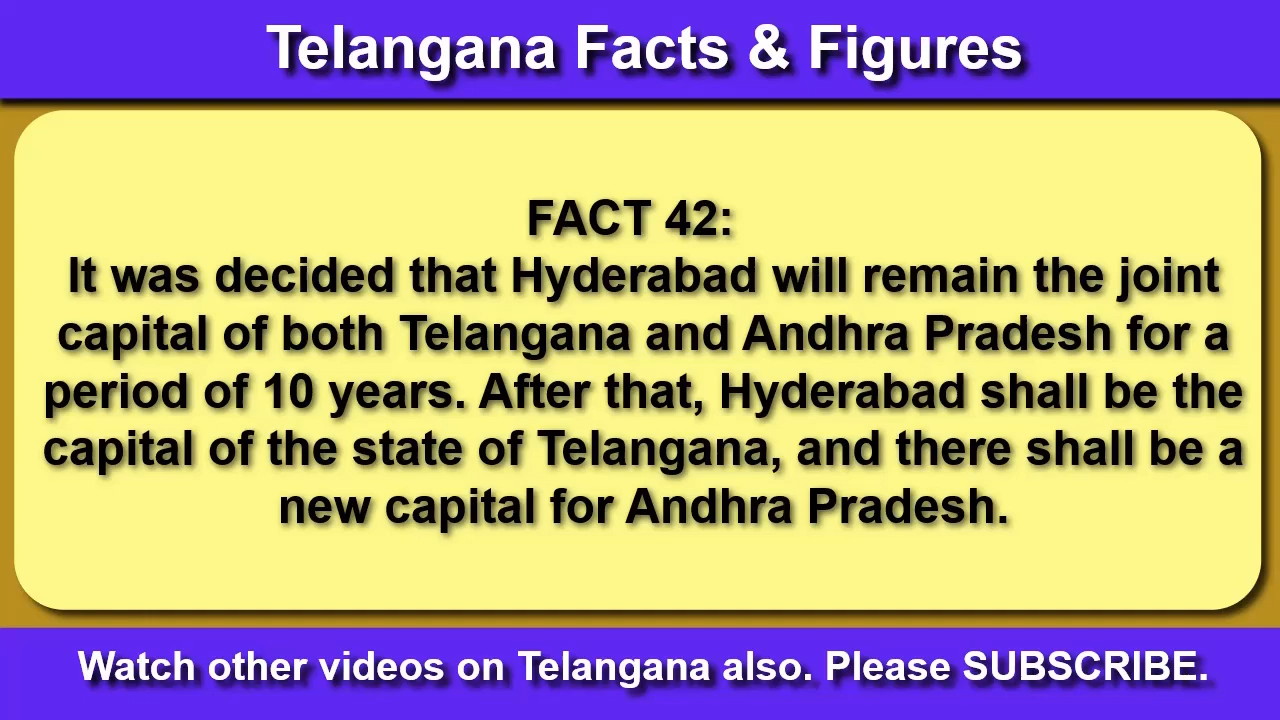 Telangana Facts & Figures
FACT 42:
It was decided that Hyderabad will remain the joint
capital of both Telangana and Andhra Pradesh for a
period of 10 years. After that, Hyderabad shall be the
capital of the state of Telangana, and there shall be a
new capital for Andhra Pradesh.
Watch other videos on Telangana also. Please SUBSCRIBE.